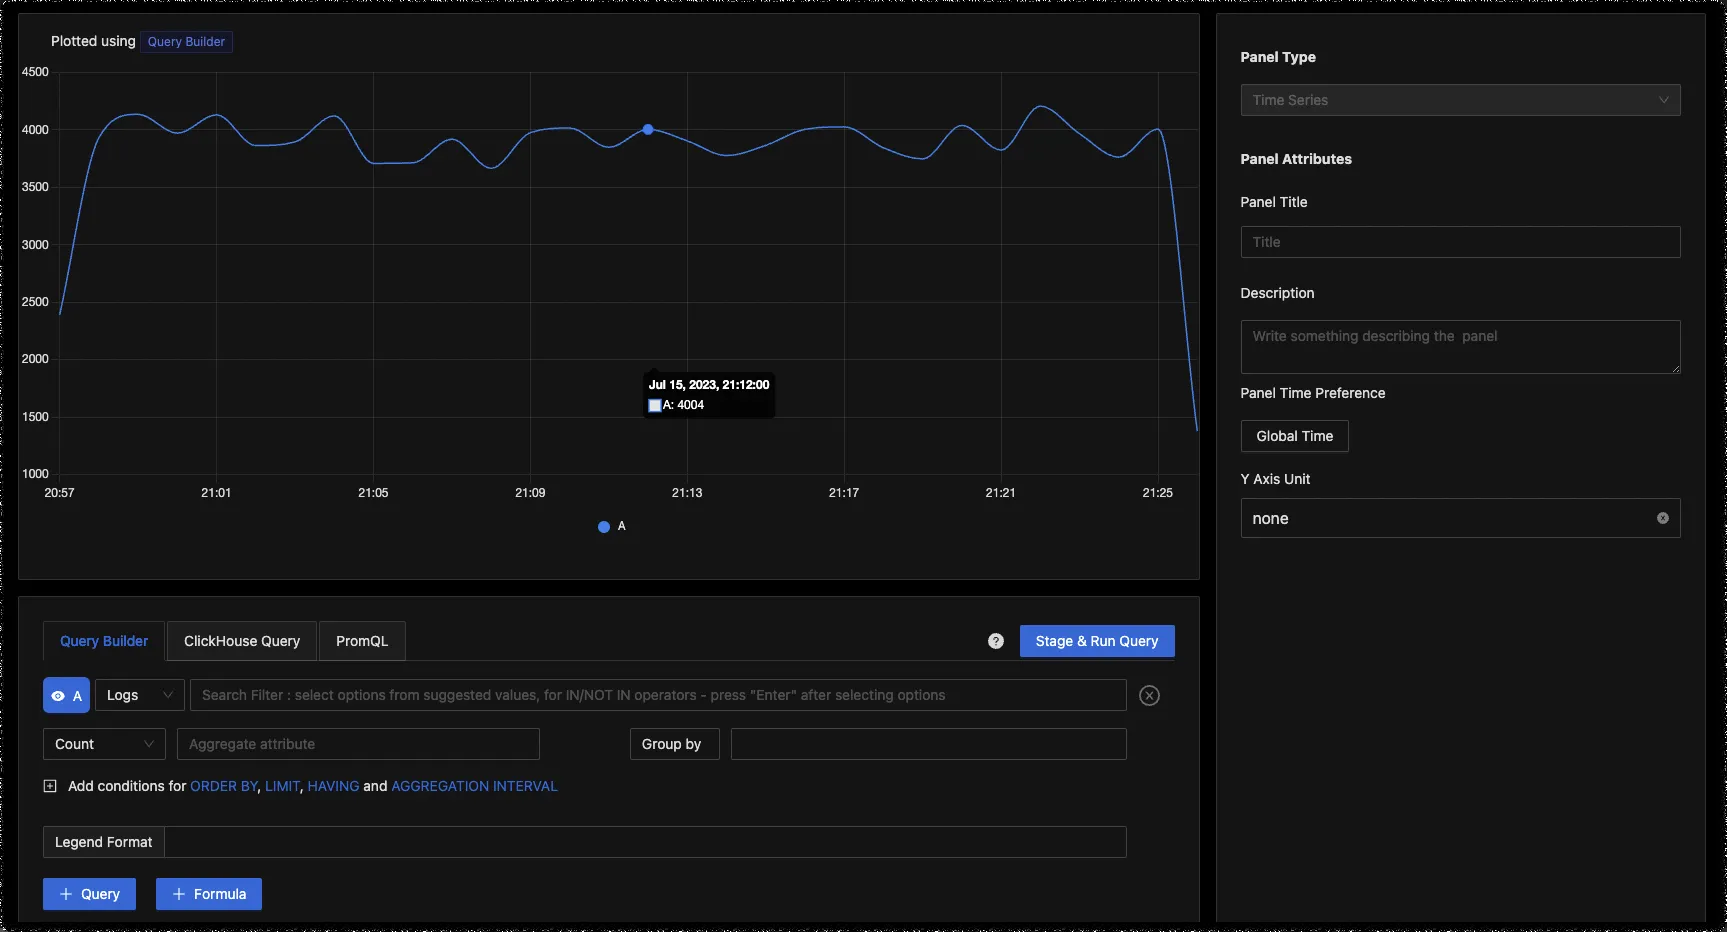 Plotted using Query Builder
4500
4000
3500
3000
2500
2000
1500
1000
Jul 15, 2023, 21:12:00
A: 4004
20:57 21:01 21:05 21:09 21:13 21:17 21:21 21:25
A
Query Builder ClickHouse Query PromQL ? Stage & Run Query
A Logs Search Filter : select options from suggested values, for IN/NOT IN operators - press "Enter" after selecting options
Count Aggregate attribute Group by
Add conditions for ORDER BY, LIMIT, HAVING and AGGREGATION INTERVAL
Legend Format
+ Query + Formula
Panel Type
Time Series
Panel Attributes
Panel Title
Title
Description
Write something describing the  panel
Panel Time Preference
Global Time
Y Axis Unit
none